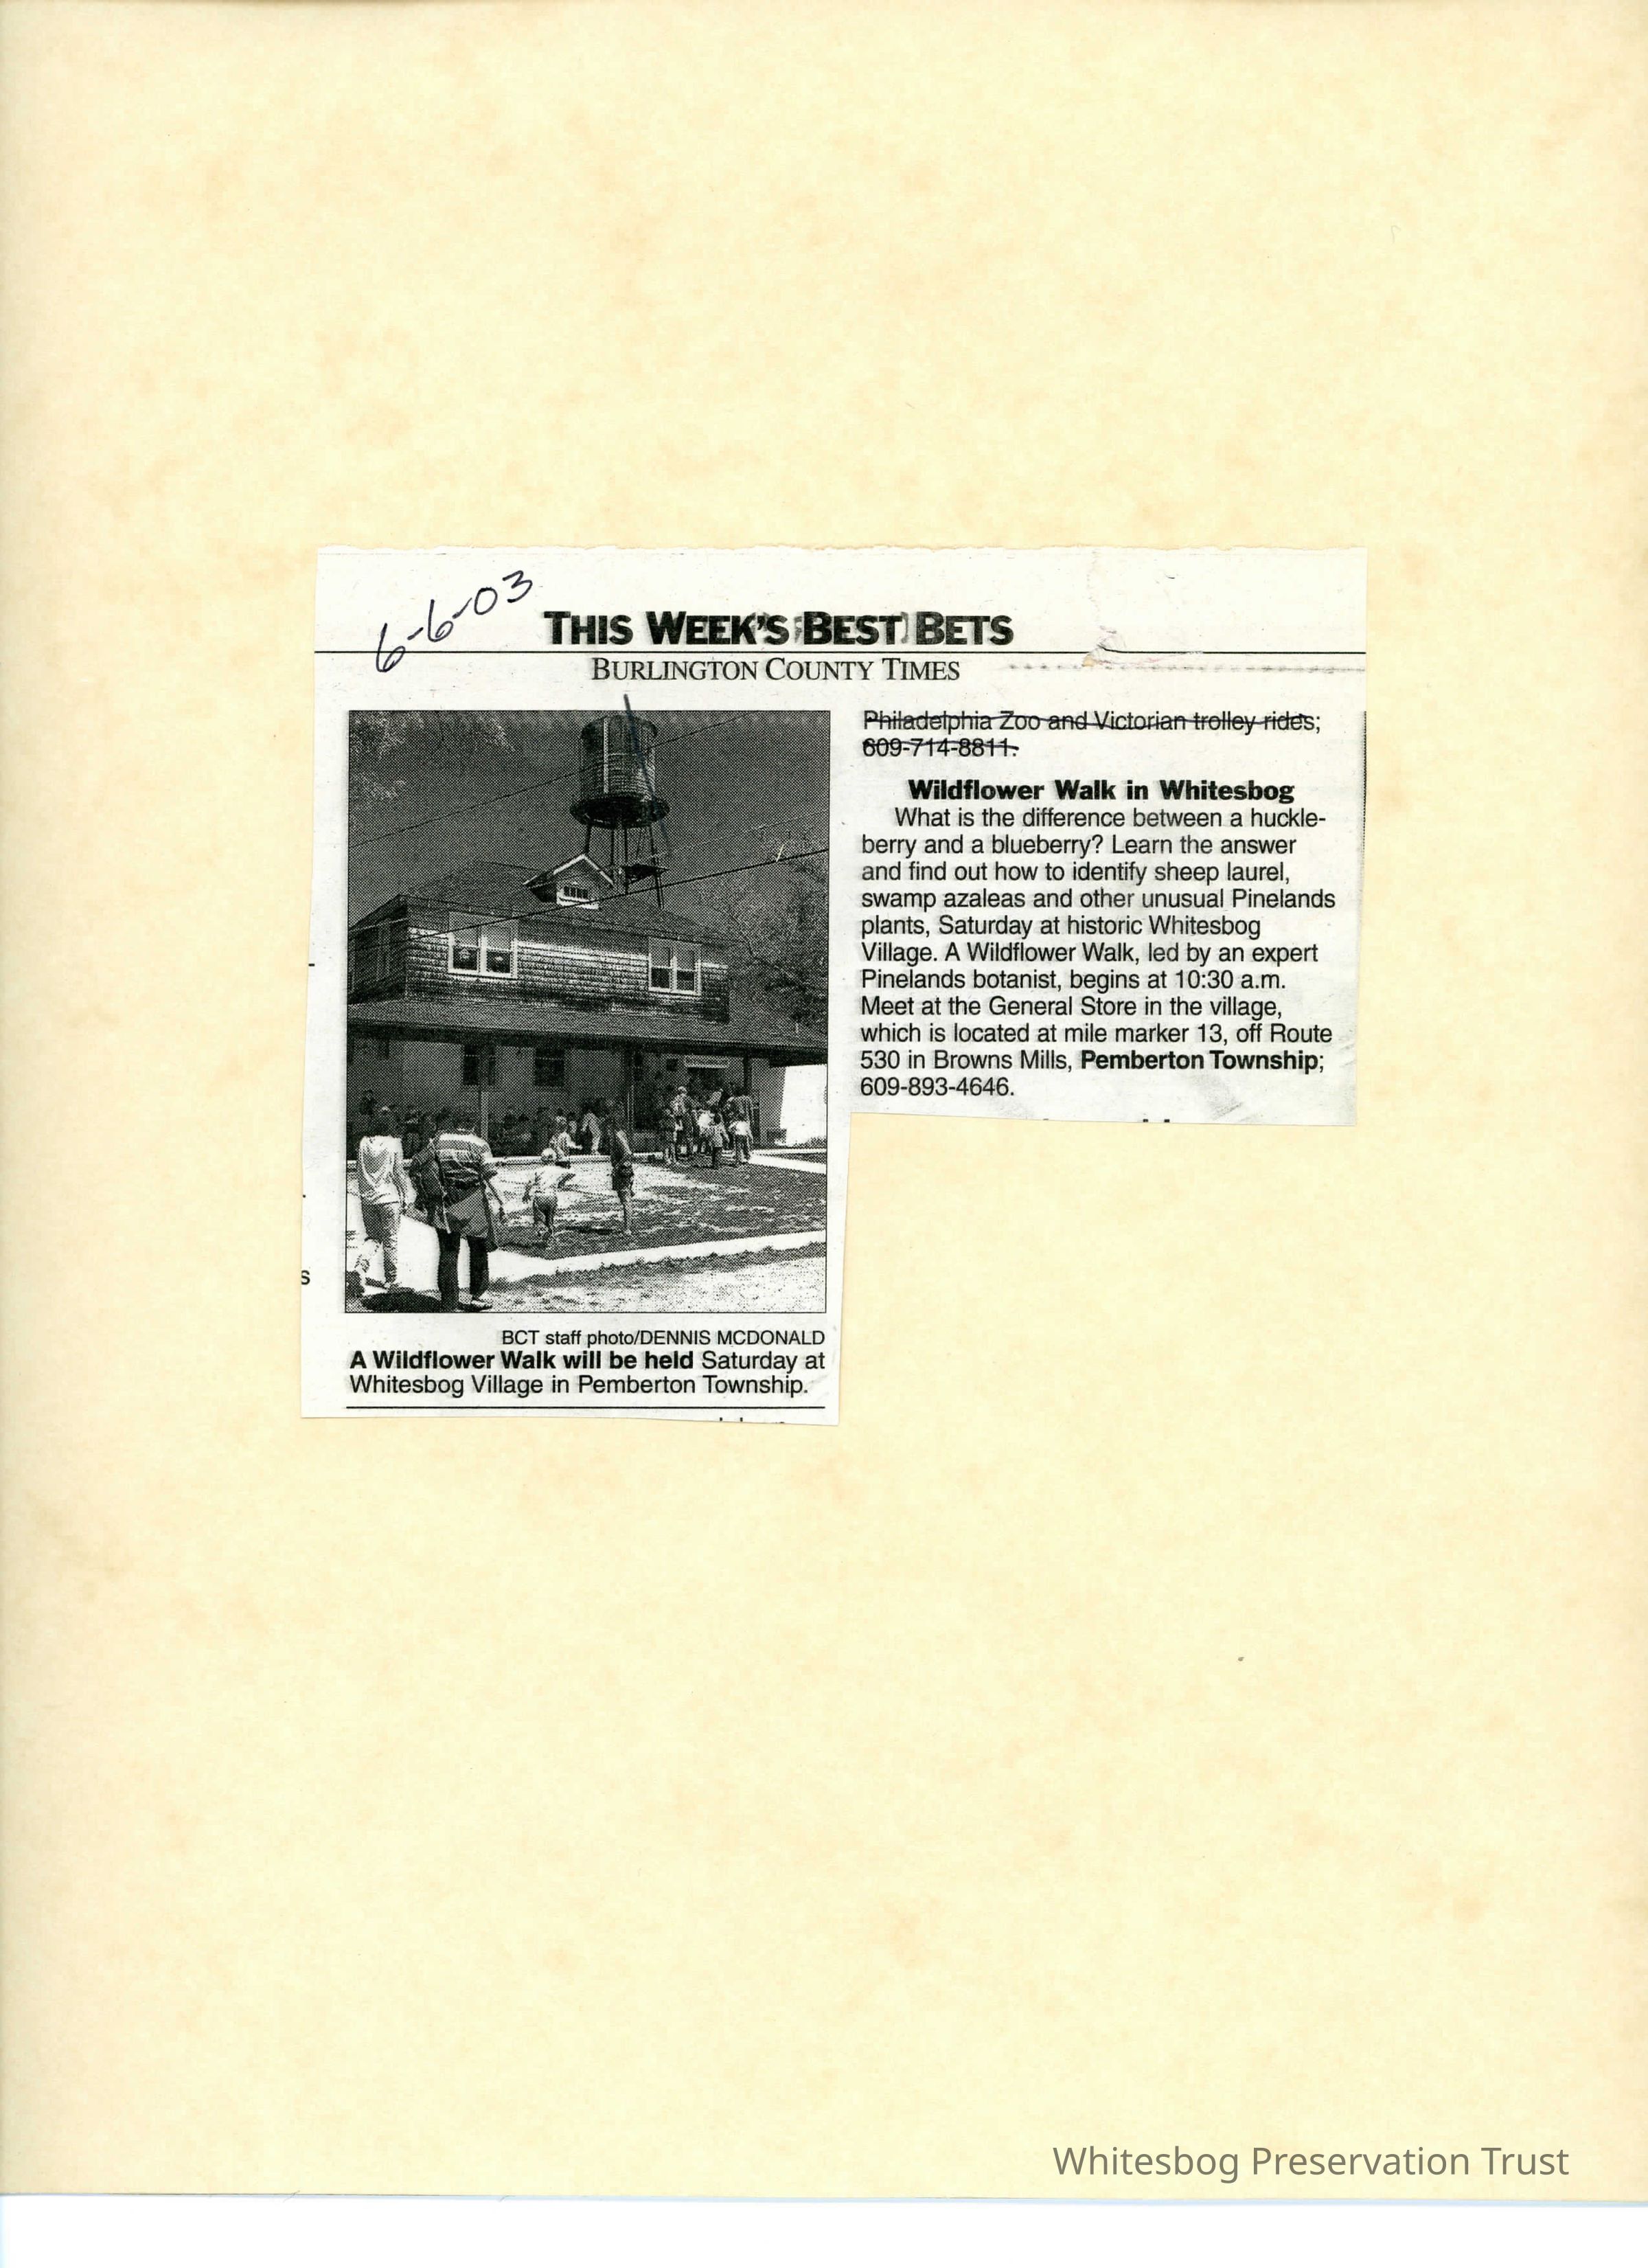 6-6-03
THIS WEEK'S BEST BETS
BURLINGTON COUNTY TIMES
Philadelphia Zoo and Victorian trolley rides;
609-714-8811.
Wildflower Walk in Whitesbog
What is the difference between a huckle-
berry and a blueberry? Learn the answer
and find out how to identify sheep laurel,
swamp azaleas and other unusual Pinelands
plants, Saturday at historic Whitesbog
Village. A Wildflower Walk, led by an expert
Pinelands botanist, begins at 10:30 a.m.
Meet at the General Store in the village,
which is located at mile marker 13, off Route
530 in Browns Mills, Pemberton Township;
609-893-4646.
s
BCT staff photo/DENNIS MCDONALD
A Wildflower Walk will be held Saturday at
Whitesbog Village in Pemberton Township.
Whitesbog Preservation Trust